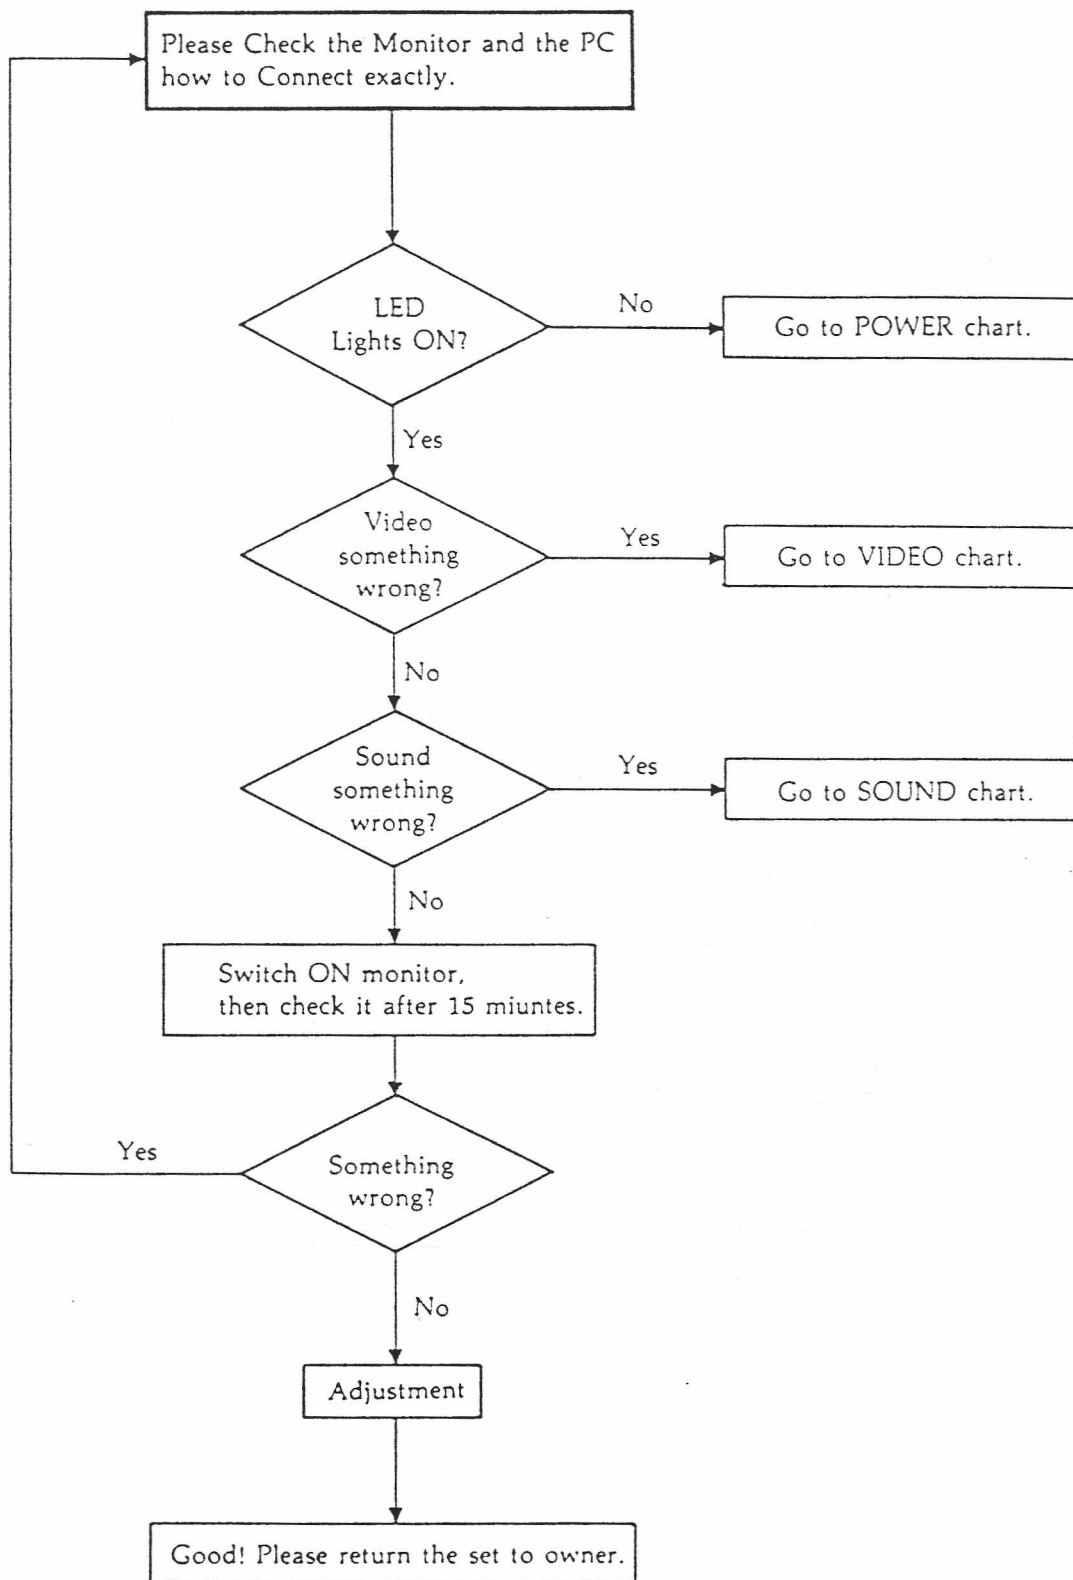 Please Check the Monitor and the PC
how to Connect exactly.
LED
Lights ON?
No
Go to POWER chart.
Yes
Video
something
wrong?
Yes
Go to VIDEO chart.
No
Sound
something
wrong?
Yes
Go to SOUND chart.
No
Switch ON monitor,
then check it after 15 miuntes.
Yes
Something
wrong?
No
Adjustment
Good! Please return the set to owner.